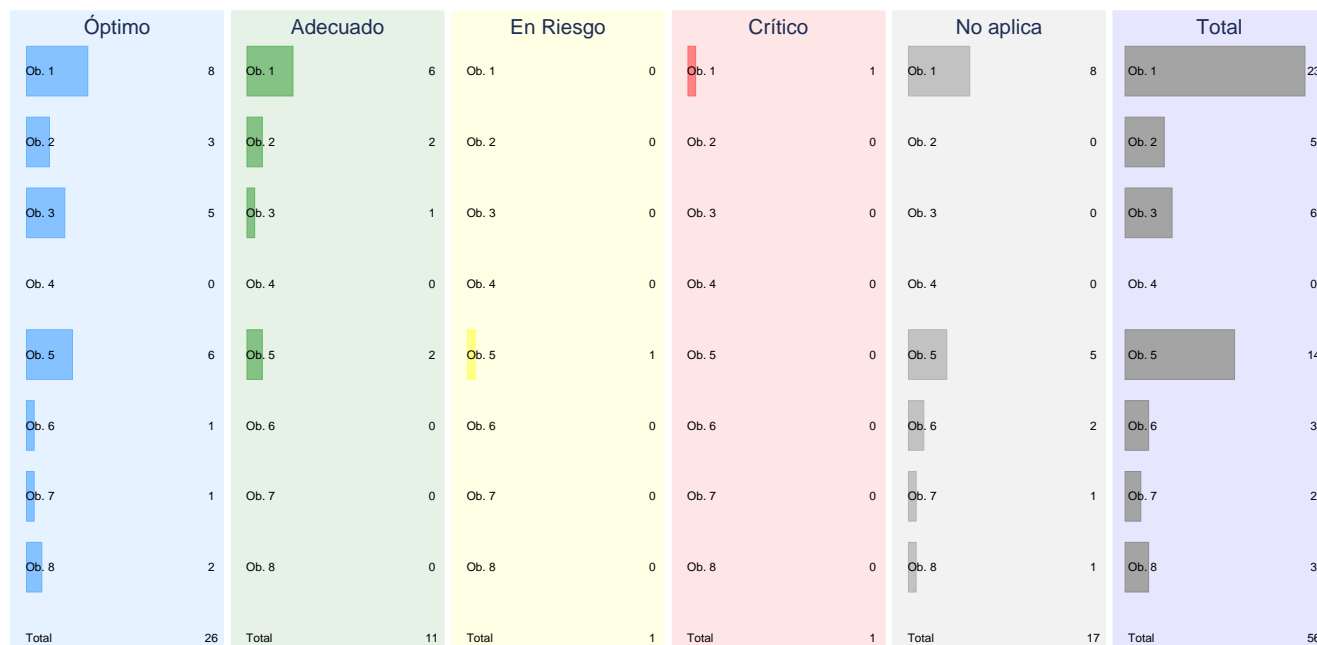 Óptimo Adecuado En Riesgo Crítico No aplica Total
Ob. 1 8 Ob. 1 6 Ob. 1 0 Ob. 1 1 Ob. 1 8 Ob. 1 23
Ob. 2 3 Ob. 2 2 Ob. 2 0 Ob. 2 0 Ob. 2 0 Ob. 2 5
Ob. 3 5 Ob. 3 1 Ob. 3 0 Ob. 3 0 Ob. 3 0 Ob. 3 6
Ob. 4 0 Ob. 4 0 Ob. 4 0 Ob. 4 0 Ob. 4 0 Ob. 4 0
Ob. 5 6 Ob. 5 2 Ob. 5 1 Ob. 5 0 Ob. 5 5 Ob. 5 14
Ob. 6 1 Ob. 6 0 Ob. 6 0 Ob. 6 0 Ob. 6 2 Ob. 6 3
Ob. 7 1 Ob. 7 0 Ob. 7 0 Ob. 7 0 Ob. 7 1 Ob. 7 2
Ob. 8 2 Ob. 8 0 Ob. 8 0 Ob. 8 0 Ob. 8 1 Ob. 8 3
Total 26 Total 11 Total 1 Total 1 Total 17 Total 56